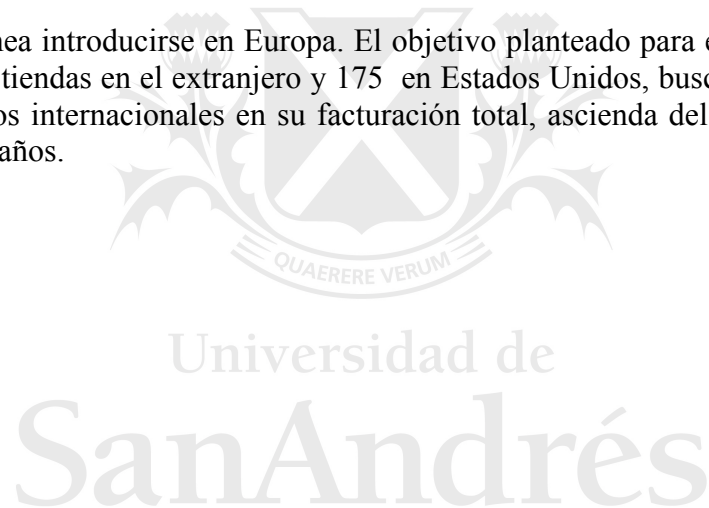 nea introducirse en Europa. El objetivo planteado para e
tiendas en el extranjero y 175 en Estados Unidos, busc
os internacionales en su facturación total, ascienda del
años.
QUAERERE VERUM
Universidad de
SanAndrés